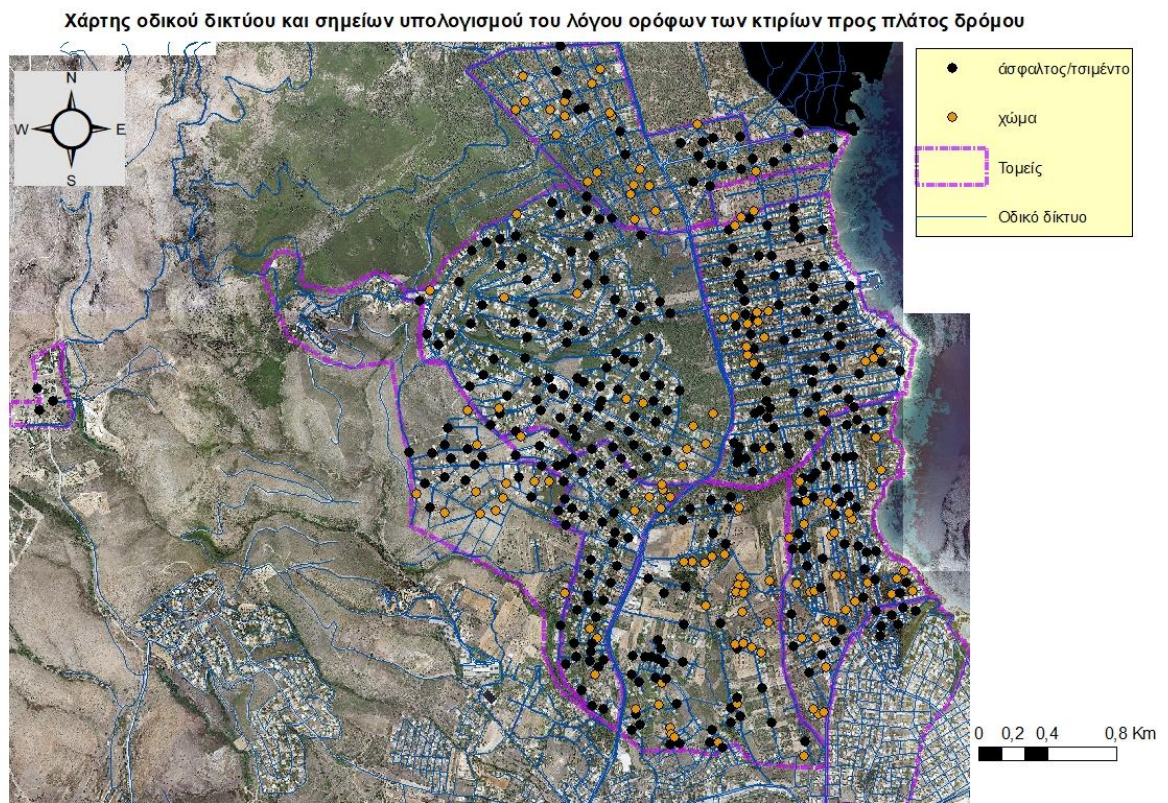 Χάρτης οδικού δικτύου και σημείων υπολογισμού του λόγου ορόφων των κτιρίων προς πλάτος δρόμου
N
W E
S
άσφαλτος/τσιμέντο
χώμα
Τομείς
Οδικό δίκτυο
0 0,2 0,4 0,8 Km